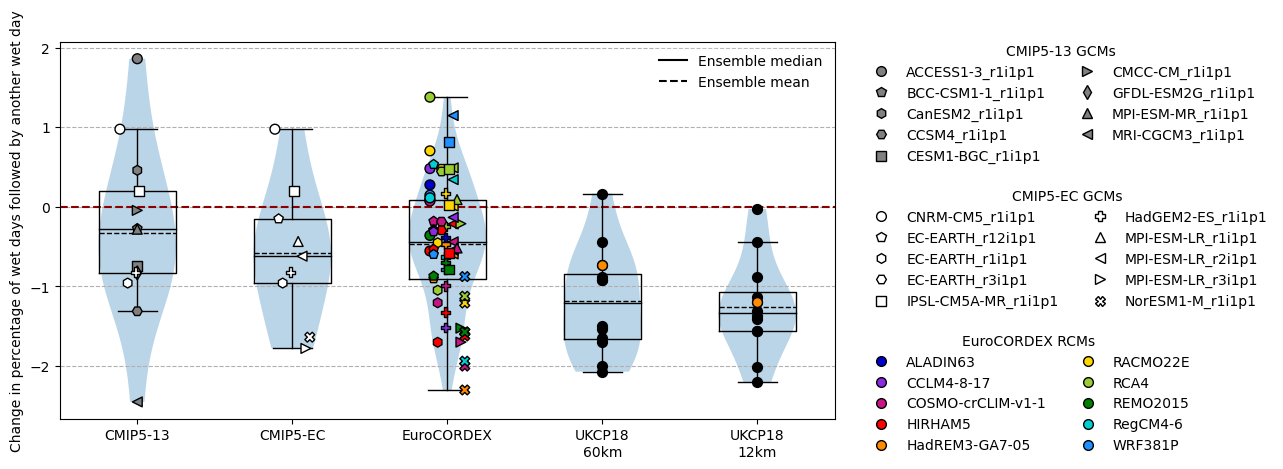 Change in percentage of wet days followed by another wet day
2
1
0
−1
−2
Ensemble median
Ensemble mean
CMIP5-13
CMIP5-EC
EuroCORDEX
UKCP18
60km
UKCP18
12km
CMIP5-13 GCMs
ACCESS1-3_r1i1p1
BCC-CSM1-1_r1i1p1
CanESM2_r1i1p1
CCSM4_r1i1p1
CESM1-BGC_r1i1p1
CMCC-CM_r1i1p1
GFDL-ESM2G_r1i1p1
MPI-ESM-MR_r1i1p1
MRI-CGCM3_r1i1p1
CMIP5-EC GCMs
CNRM-CM5_r1i1p1
EC-EARTH_r12i1p1
EC-EARTH_r1i1p1
EC-EARTH_r3i1p1
IPSL-CM5A-MR_r1i1p1
HadGEM2-ES_r1i1p1
MPI-ESM-LR_r1i1p1
MPI-ESM-LR_r2i1p1
MPI-ESM-LR_r3i1p1
NorESM1-M_r1i1p1
EuroCORDEX RCMs
ALADIN63
CCLM4-8-17
COSMO-crCLIM-v1-1
HIRHAM5
HadREM3-GA7-05
RACMO22E
RCA4
REMO2015
RegCM4-6
WRF381P